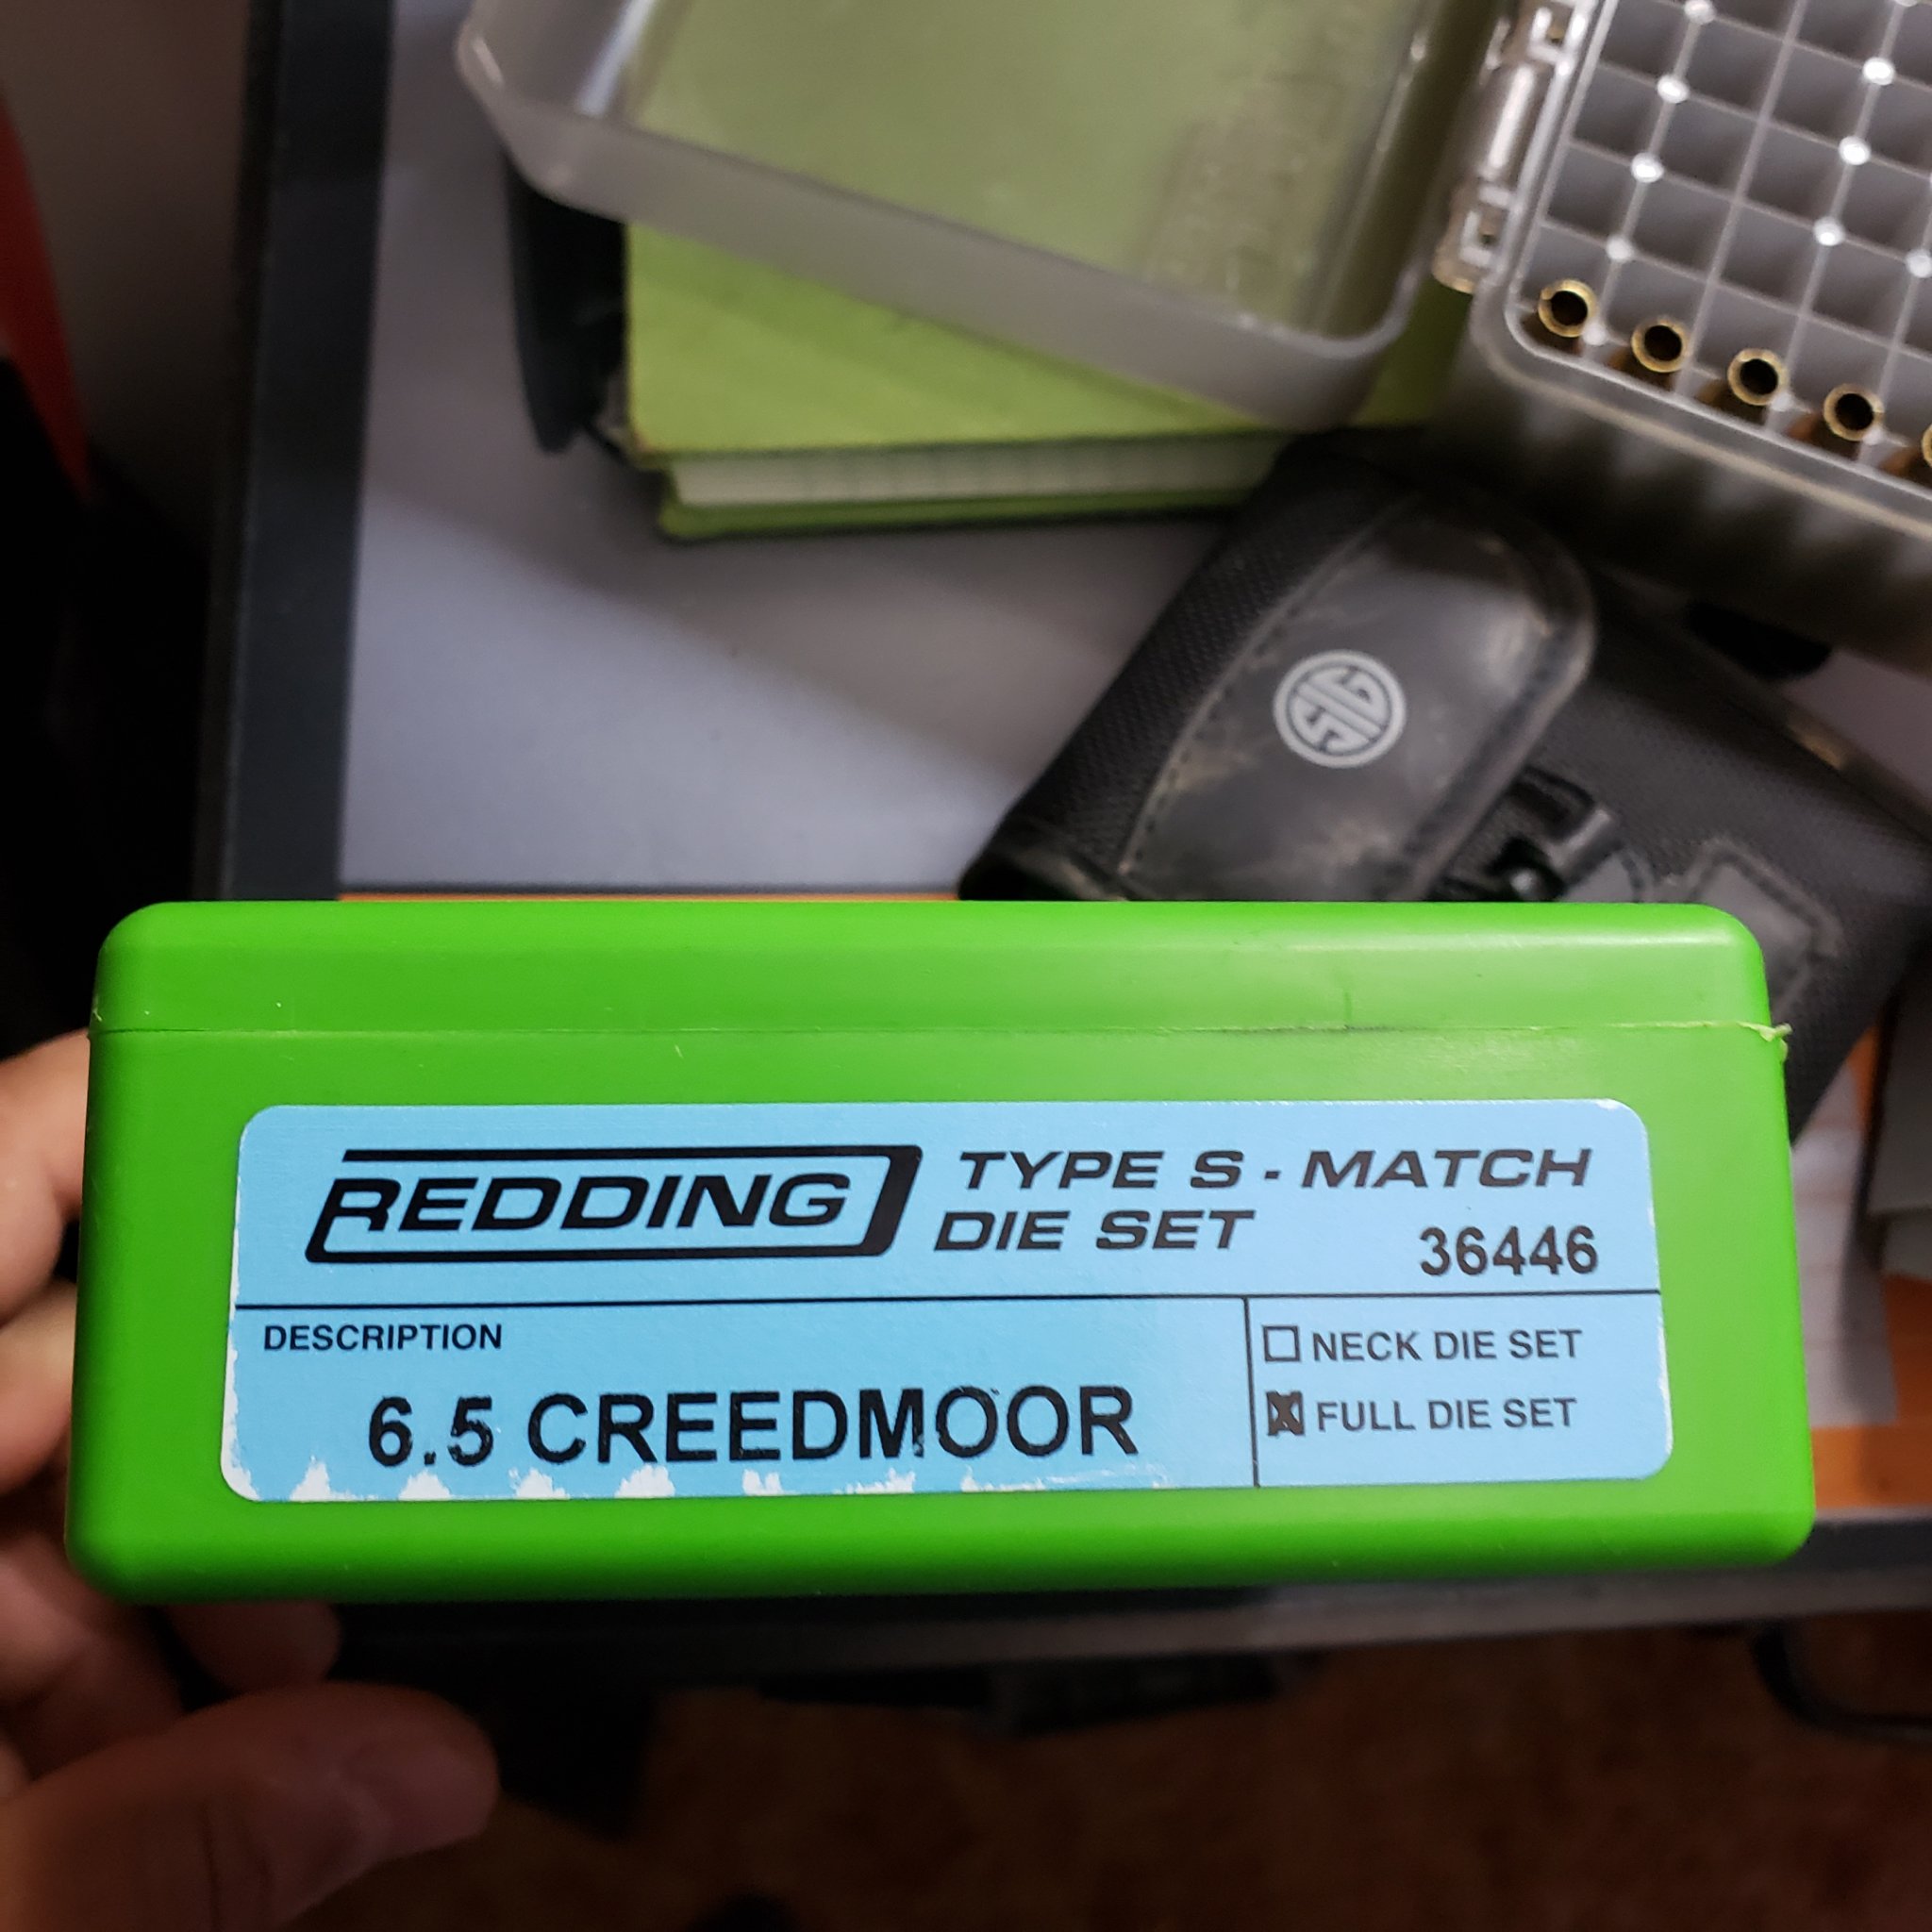 SIG
REDDING
TYPE S - MATCH
DIE SET
36446
DESCRIPTION
6.5 CREEDMOOR
NECK DIE SET
FULL DIE SET